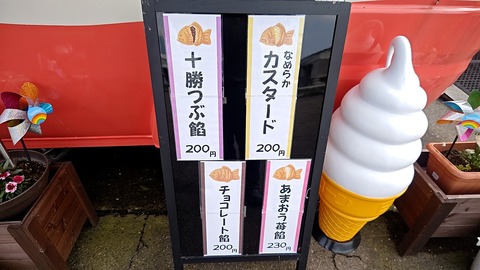 十勝つぶ餡
200円
なめらか
カスタード
200円
チョコレート餡
200円
あまおう苺餡
230円